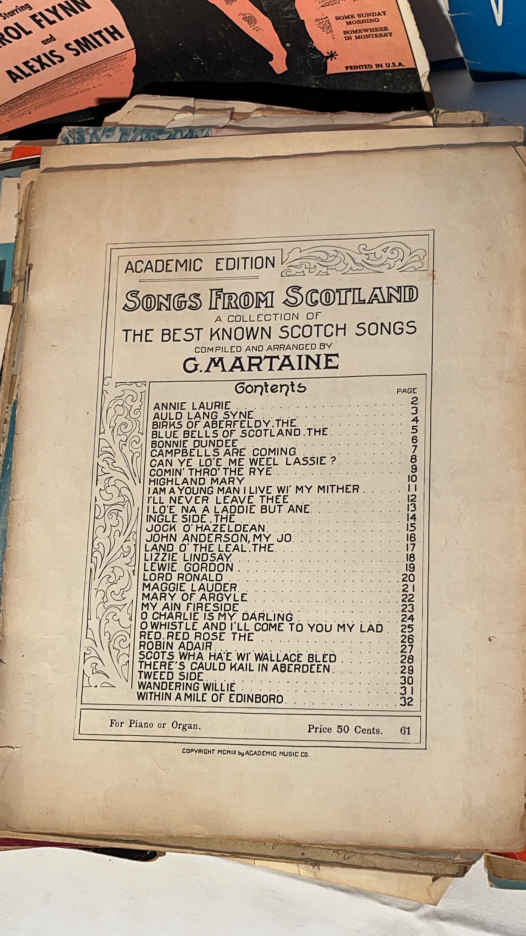 Starring
ROL FLYNN
and
ALEXIS SMITH
SOME SUNDAY
MORNING
SOMEWHERE
IN MONTEREY
PRINTED IN U.S.A.
ACADEMIC EDITION
SONGS FROM SCOTLAND
A COLLECTION OF
THE BEST KNOWN SCOTCH SONGS
COMPILED AND ARRANGED BY
G. MARTAINE
Contents
PAGE
ANNIE LAURIE 2
AULD LANG SYNE 3
BIRKS OF ABERFELDY.THE 4
BLUE BELLS OF SCOTLAND.THE 5
BONNIE DUNDEE 6
CAMPBELLS ARE COMING 7
CAN YE LO'E ME WEEL LASSIE? 8
COMIN' THRO' THE RYE 9
HIGHLAND MARY 10
I AM A YOUNG MAN I LIVE WI' MY MITHER 11
I'LL NEVER LEAVE THEE 12
I LO'E NA A LADDIE BUT ANE 13
INGLE SIDE.THE 14
JOCK O' HAZELDEAN 15
JOHN ANDERSON, MY JO 16
LAND O' THE LEAL.THE 17
LIZZIE LINDSAY 18
LEWIE GORDON 19
LORD RONALD 20
MAGGIE LAUDER 21
MARY OF ARGYLE 22
MY AIN FIRESIDE 23
O CHARLIE IS MY DARLING 24
O WHISTLE AND I'LL COME TO YOU MY LAD 25
RED, RED ROSE THE 26
ROBIN ADAIR 27
SCOTS WHA HA'E WI' WALLACE BLED 28
THERE'S CAULD KAIL IN ABERDEEN 29
TWEED SIDE 30
WANDERING WILLIE 31
WITHIN A MILE OF EDINBORO 32
For Piano or Organ. Price 50 Cents. 61
COPYRIGHT MCMIX by ACADEMIC MUSIC CO.